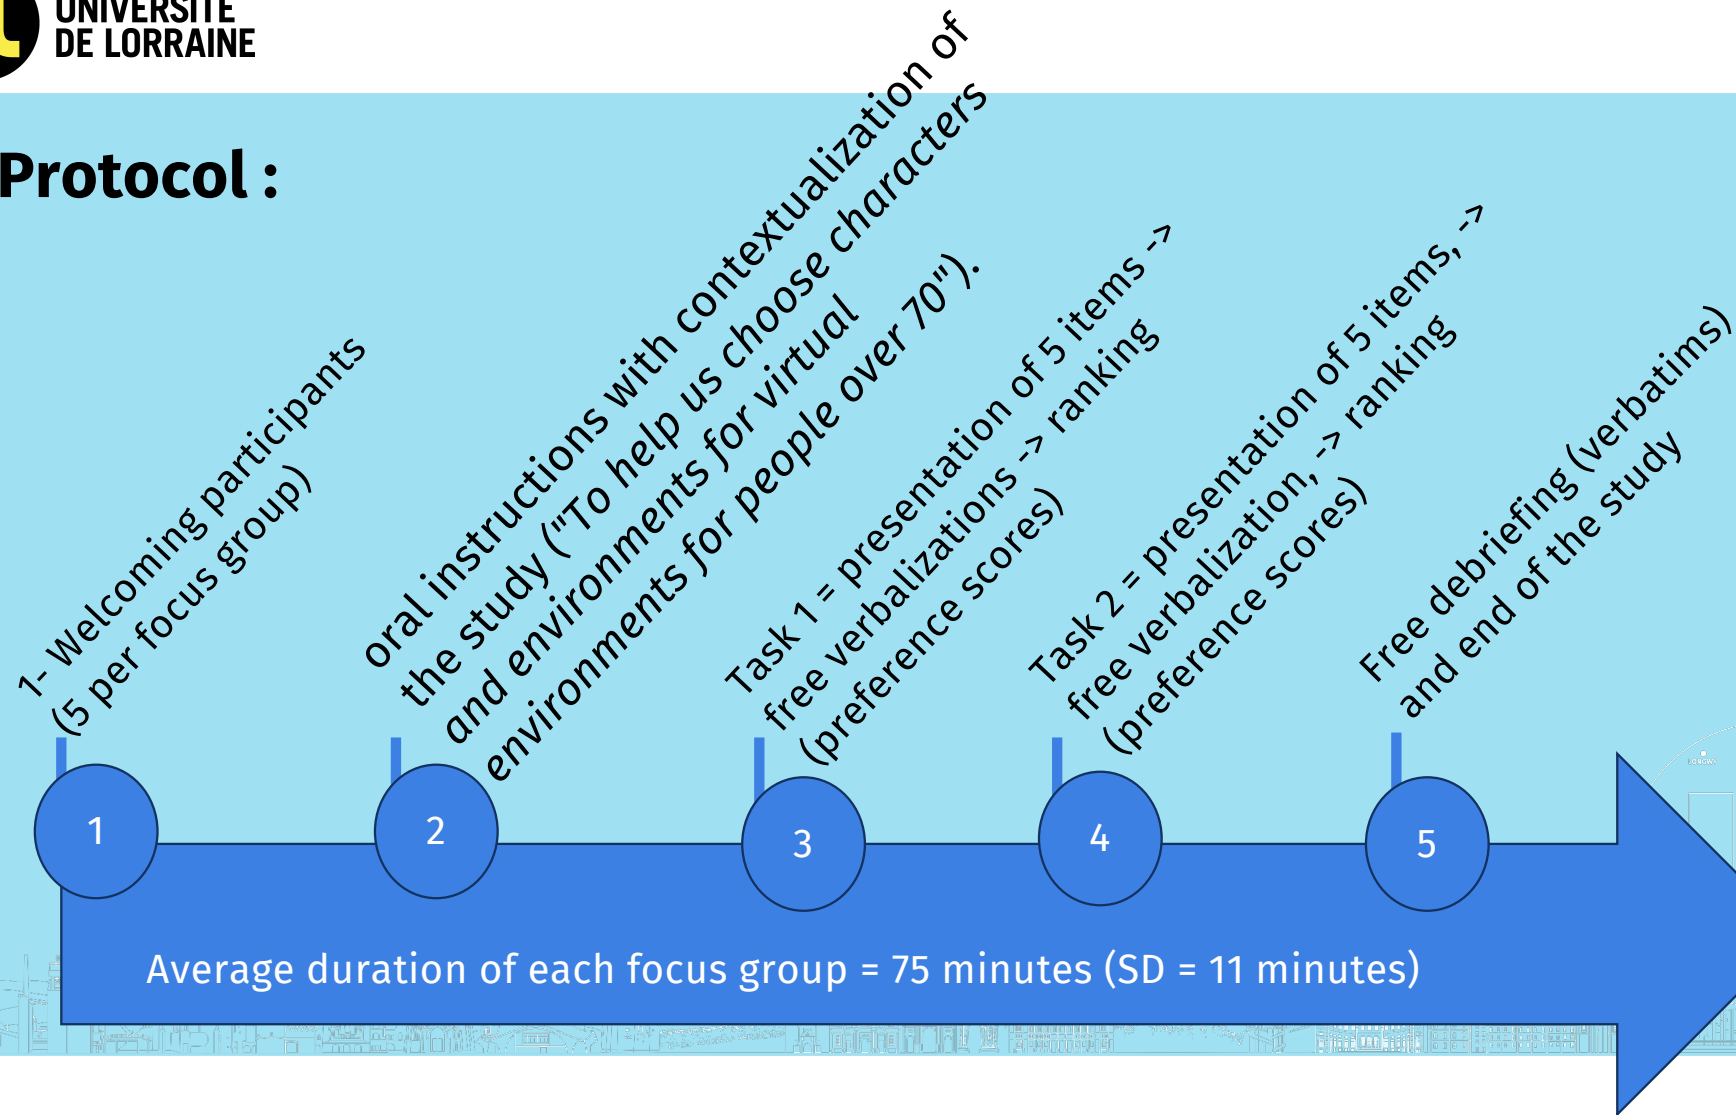 UNIVERSITÉ
DE LORRAINE
Protocol :
1- Welcoming participants
(5 per focus group)
oral instructions with contextualization of
the study ("To help us choose characters
and environments for virtual
environments for people over 70").
Task 1 = presentation of 5 items ->
free verbalizations -> ranking
(preference scores)
Task 2 = presentation of 5 items, ->
free verbalization, -> ranking
(preference scores)
Free debriefing (verbatims)
and end of the study
1
2
3
4
5
Average duration of each focus group = 75 minutes (SD = 11 minutes)
LONGWY